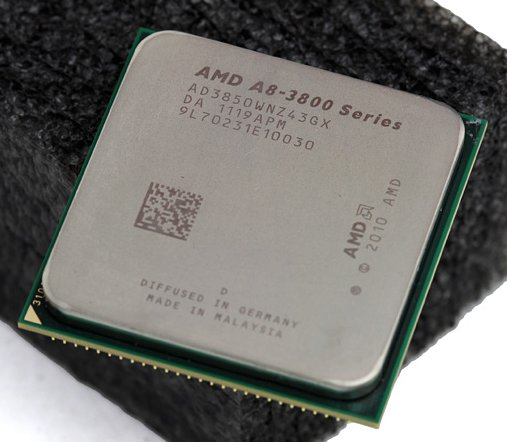 AMD A8-3800 Series
AD3850WNZ43GX
DA 1119APM
9L70231E10030
AMD
© 2010 AMD
D
DIFFUSED IN GERMANY
MADE IN MALAYSIA